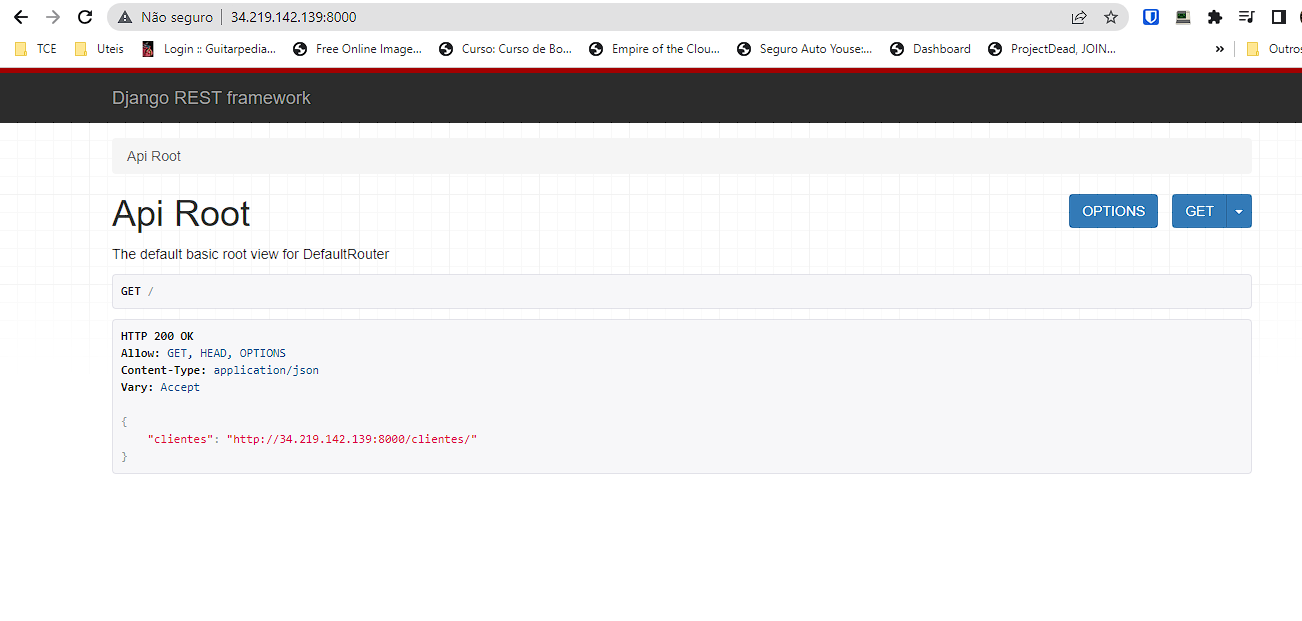 Não seguro | 34.219.142.139:8000
TCE Uteis Login :: Guitarpedia... Free Online Image... Curso: Curso de Bo... Empire of the Clou... Seguro Auto Youse:... Dashboard ProjectDead, JOIN... » Outros
Django REST framework
Api Root
Api Root OPTIONS GET
The default basic root view for DefaultRouter
GET /
HTTP 200 OK
Allow: GET, HEAD, OPTIONS
Content-Type: application/json
Vary: Accept
{
"clientes": "http://34.219.142.139:8000/clientes/"
}